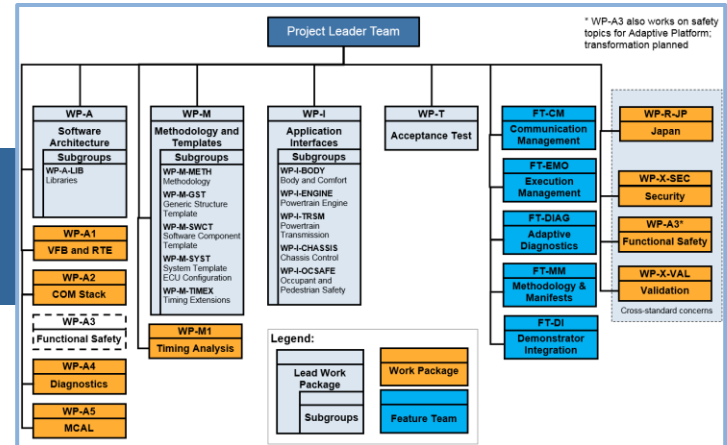 Project Leader Team
* WP-A3 also works on safety
topics for Adaptive Platform;
transformation planned
WP-A
Software
Architecture
Subgroups
WP-A-LIB
Libraries
WP-A1
VFB and RTE
WP-A2
COM Stack
WP-A3
Functional Safety
WP-A4
Diagnostics
WP-A5
MCAL
WP-M
Methodology and
Templates
Subgroups
WP-M-METH
Methodology
WP-M-GST
Generic Structure
Template
WP-M-SWCT
Software Component
Template
WP-M-SYST
System Template
ECU Configuration
WP-M-TIMEX
Timing Extensions
WP-M1
Timing Analysis
WP-I
Application
Interfaces
Subgroups
WP-I-BODY
Body and Comfort
WP-I-ENGINE
Powertrain Engine
WP-I-TRSM
Powertrain
Transmission
WP-I-CHASSIS
Chassis Control
WP-I-OCSAFE
Occupant and
Pedestrian Safety
WP-T
Acceptance Test
FT-CM
Communication
Management
FT-EMO
Execution
Management
FT-DIAG
Adaptive
Diagnostics
FT-MM
Methodology &
Manifests
FT-DI
Demonstrator
Integration
WP-R-JP
Japan
WP-X-SEC
Security
WP-A3*
Functional Safety
WP-X-VAL
Validation
Cross-standard concerns
Legend:
Lead Work
Package
Subgroups
Work Package
Feature Team